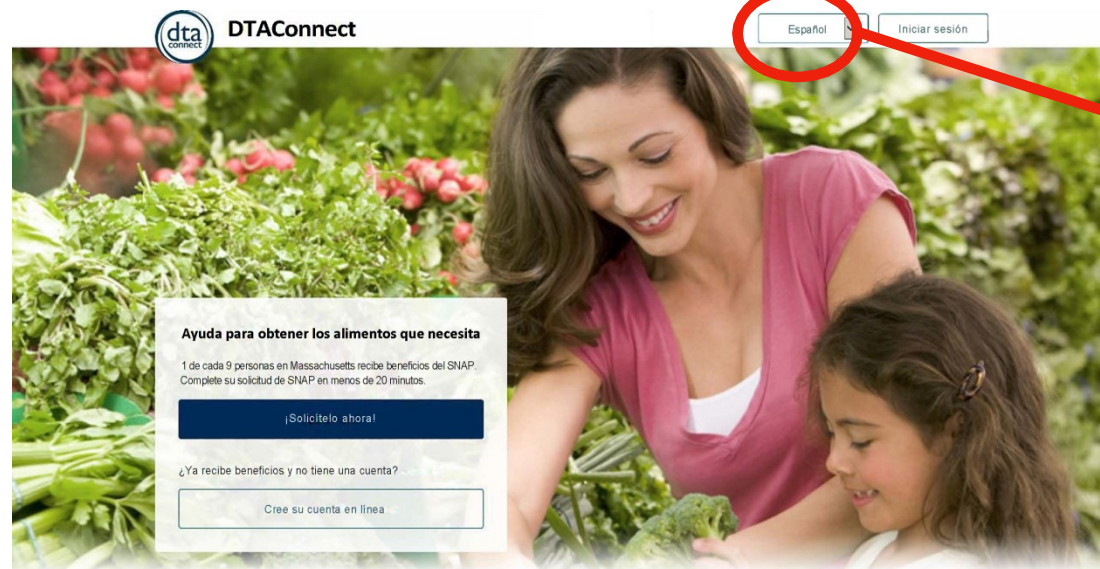 dta
connect
DTAConnect
Español
Iniciar sesión
Ayuda para obtener los alimentos que necesita
1 de cada 9 personas en Massachusetts recibe beneficios del SNAP.
Complete su solicitud de SNAP en menos de 20 minutos.
¡Solicítelo ahora!
¿Ya recibe beneficios y no tiene una cuenta?
Cree su cuenta en línea